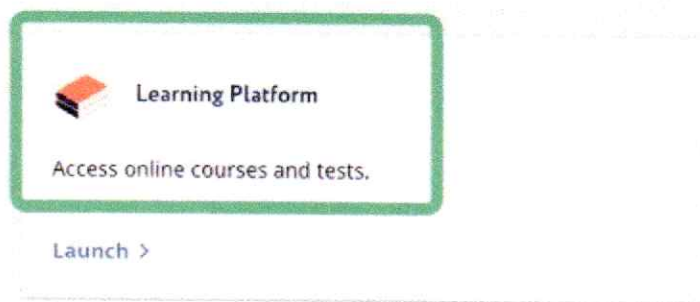 Learning Platform
Access online courses and tests.
Launch >